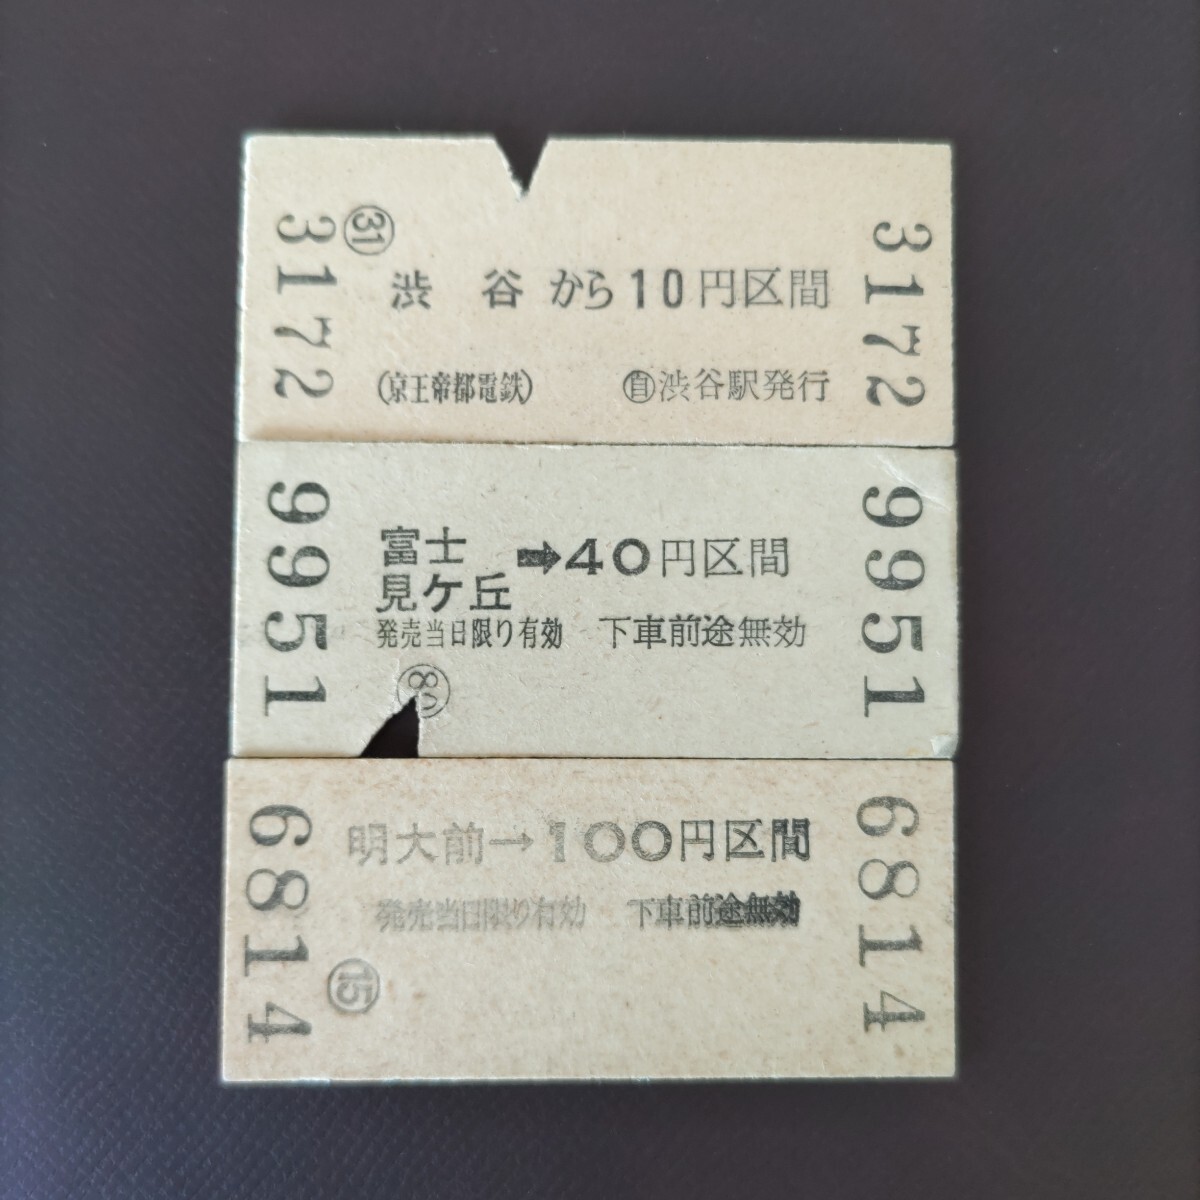 3172
㉛
渋谷から10円区間
(京王帝都電鉄)
㊀渋谷駅発行
3172
9951
富士
見ケ丘
➡40円区間
発売当日限り有効 下車前途無効
9951
6814
明大前→100円区間
発売当日限り有効 下車前途無効
⑮
6814